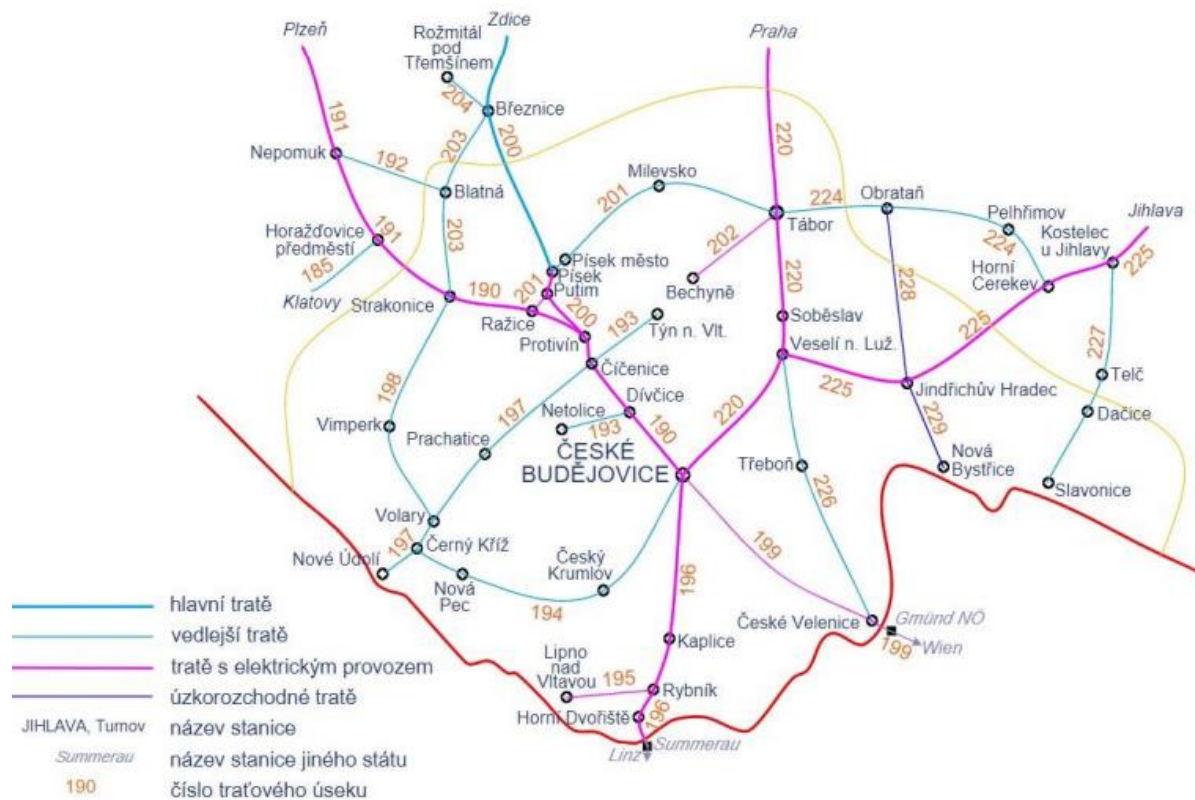 Plzeň
Zdice
Praha
Rožmitál
pod
Třemšínem
204
Březnice
191
203
200
220
Nepomuk
192
Blatná
Milevsko
201
224
Obrataň
Tábor
Pelhřimov
Jihlava
Kostelec
u Jihlavy
224
225
Horažďovice
předměstí
191
203
202
Písek město
Písek
Putim
Bechyně
220
228
Horní
Cerekev
185
Klatovy
Strakonice
190
201
200
193
Ražice
Týn n. Vlt.
Soběslav
225
Protivín
Veselí n. Luž.
227
Číčenice
225
Jindřichův Hradec
Telč
198
197
Dívčice
220
229
Dačice
Vimperk
Netolice
193
190
Prachatice
ČESKÉ
BUDĚJOVICE
Třeboň
226
Nová
Bystřice
Slavonice
Volary
197
Černý Kříž
Nové Údolí
Nová
Pec
Český
Krumlov
194
196
199
České Velenice
Gmünd NÖ
Wien
199
Kaplice
Lipno
nad
Vltavou
195
Rybník
Horní Dvořiště
196
Linz
Summerau
hlavní tratě
vedlejší tratě
tratě s elektrickým provozem
úzkorozchodné tratě
JIHLAVA, Turnov název stanice
Summerau název stanice jiného státu
190 číslo traťového úseku